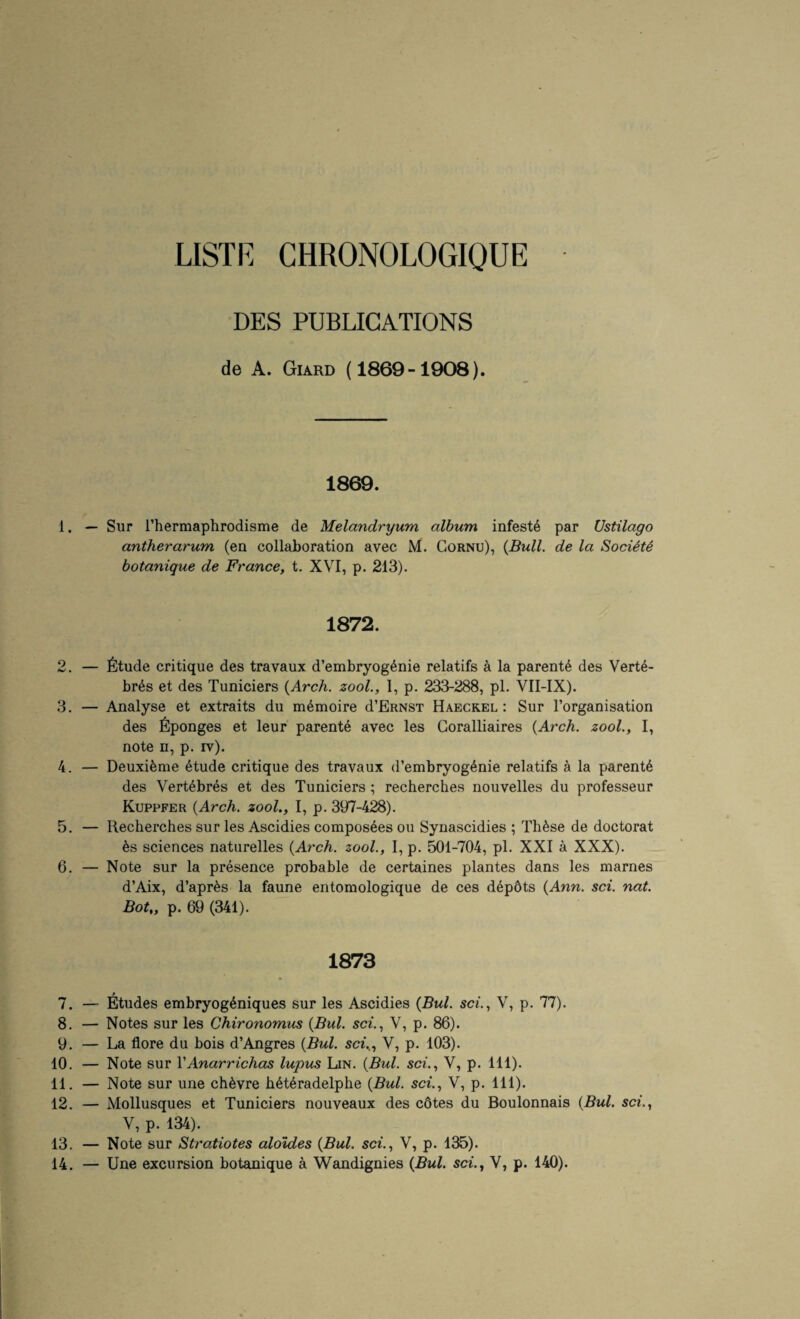 LISTE CHRONOLOGIQUE
DES PUBLICATIONS
de A. GIARD (1869-1908).
1869.
1. — Sur l'hermaphrodisme de Melandryum album infesté par Ustilago
antherarum (en collaboration avec M. CORNU), (Bull. de la Société
botanique de France, t. XVI, p. 213).
1872.
2. — Étude critique des travaux d'embryogénie relatifs à la parenté des Verté-
brés et des Tuniciers (Arch. zool., I, p. 233-288, pl. VII-IX).
3. — Analyse et extraits du mémoire d'ERNST HAECKEL : Sur l'organisation
des Éponges et leur parenté avec les Coralliaires (Arch. zool., I,
note II, p. IV).
4. — Deuxième étude critique des travaux d'embryogénie relatifs à la parenté
des Vertébrés et des Tuniciers ; recherches nouvelles du professeur
KUPPFER (Arch. zool., I, p. 397-428).
5. — Recherches sur les Ascidies composées ou Synascidies ; Thèse de doctorat
ès sciences naturelles (Arch. zool., I, p. 501-704, pl. XXI à XXX).
6. — Note sur la présence probable de certaines plantes dans les marnes
d'Aix, d'après la faune entomologique de ces dépôts (Ann. sci. nat.
Bot,, p. 69 (341).
1873
7. — Études embryogéniques sur les Ascidies (Bul. sci., V, p. 77).
8. — Notes sur les Chironomus (Bul. sci., V, p. 86).
9. — La flore du bois d'Angres (Bul. sci., V, p. 103).
10. — Note sur l'Anarrichas lupus LIN. (Bul. sci., V, p. 111).
11. — Note sur une chèvre hétéradelphe (Bul. sci., V, p. 111).
12. — Mollusques et Tuniciers nouveaux des côtes du Boulonnais (Bul. sci.,
V, p. 134).
13. — Note sur Stratiotes aloïdes (Bul. sci., V, p. 135).
14. — Une excursion botanique à Wandignies (Bul. sci., V, p. 140).